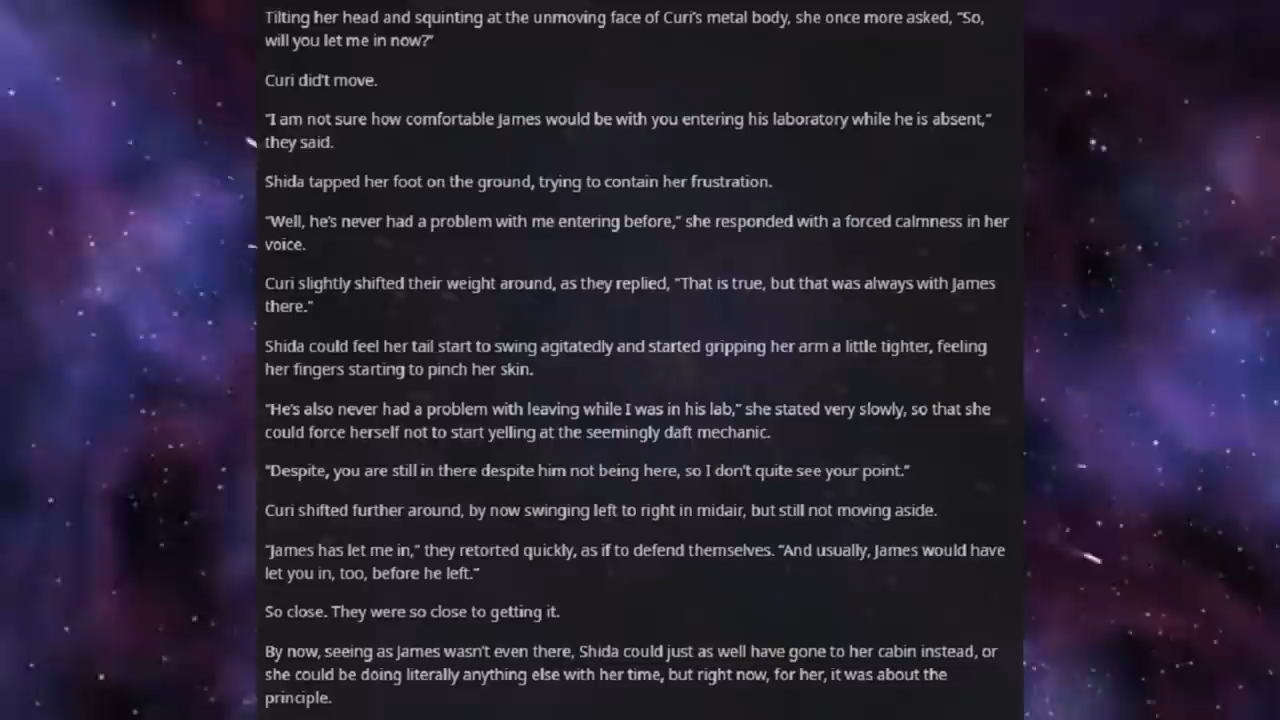 Tilting her head and squinting at the unmoving face of Curi's metal body, she once more asked, "So,
will you let me in now?"
Curi didn't move.
"I am not sure how comfortable James would be with you entering his laboratory while he is absent,"
they said.
Shida tapped her foot on the ground, trying to contain her frustration.
"Well, he's never had a problem with me entering before," she responded with a forced calmness in her
voice.
Curi slightly shifted their weight around, as they replied, "That is true, but that was always with James
there."
Shida could feel her tail start to swing agitatedly and started gripping her arm a little tighter, feeling
her fingers starting to pinch her skin.
"He's also never had a problem with leaving while I was in his lab," she stated very slowly, so that she
could force herself not to start yelling at the seemingly daft mechanic.
"Despite, you are still in there despite him not being here, so I don't quite see your point."
Curi shifted further around, by now swinging left to right in midair, but still not moving aside.
"James has let me in," they retorted quickly, as if to defend themselves. "And usually, James would have
let you in, too, before he left."
So close. They were so close to getting it.
By now, seeing as James wasn't even there, Shida could just as well have gone to her cabin instead, or
she could be doing literally anything else with her time, but right now, for her, it was about the
principle.